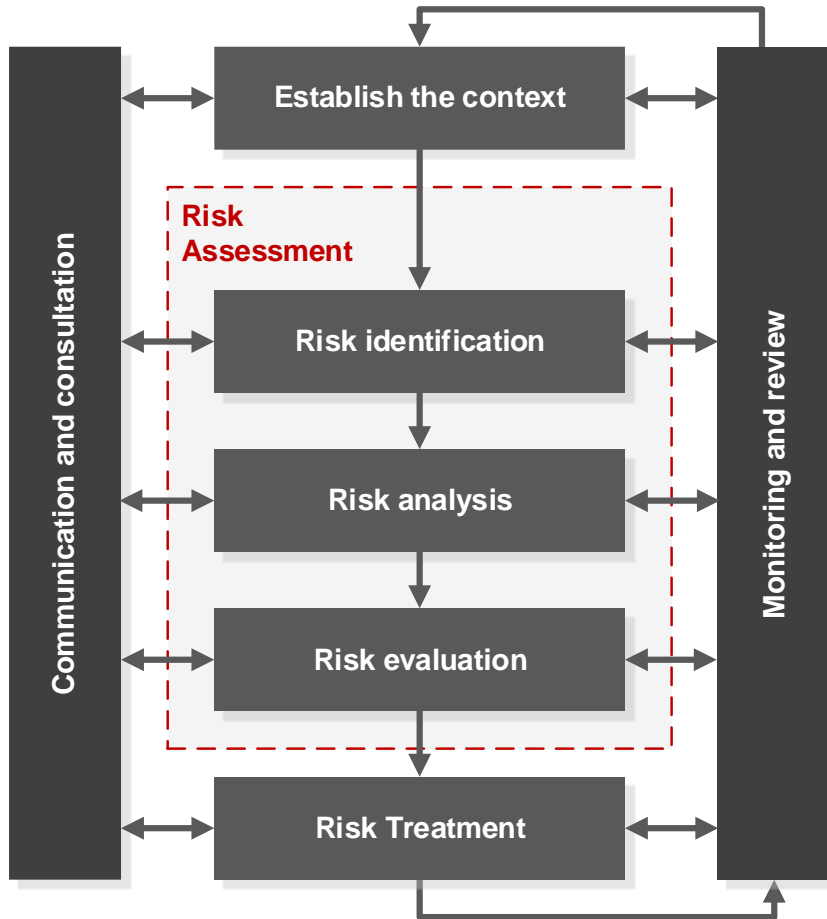 Establish the context
Risk
Assessment
Risk identification
Risk analysis
Risk evaluation
Risk Treatment
Communication and consultation
Monitoring and review